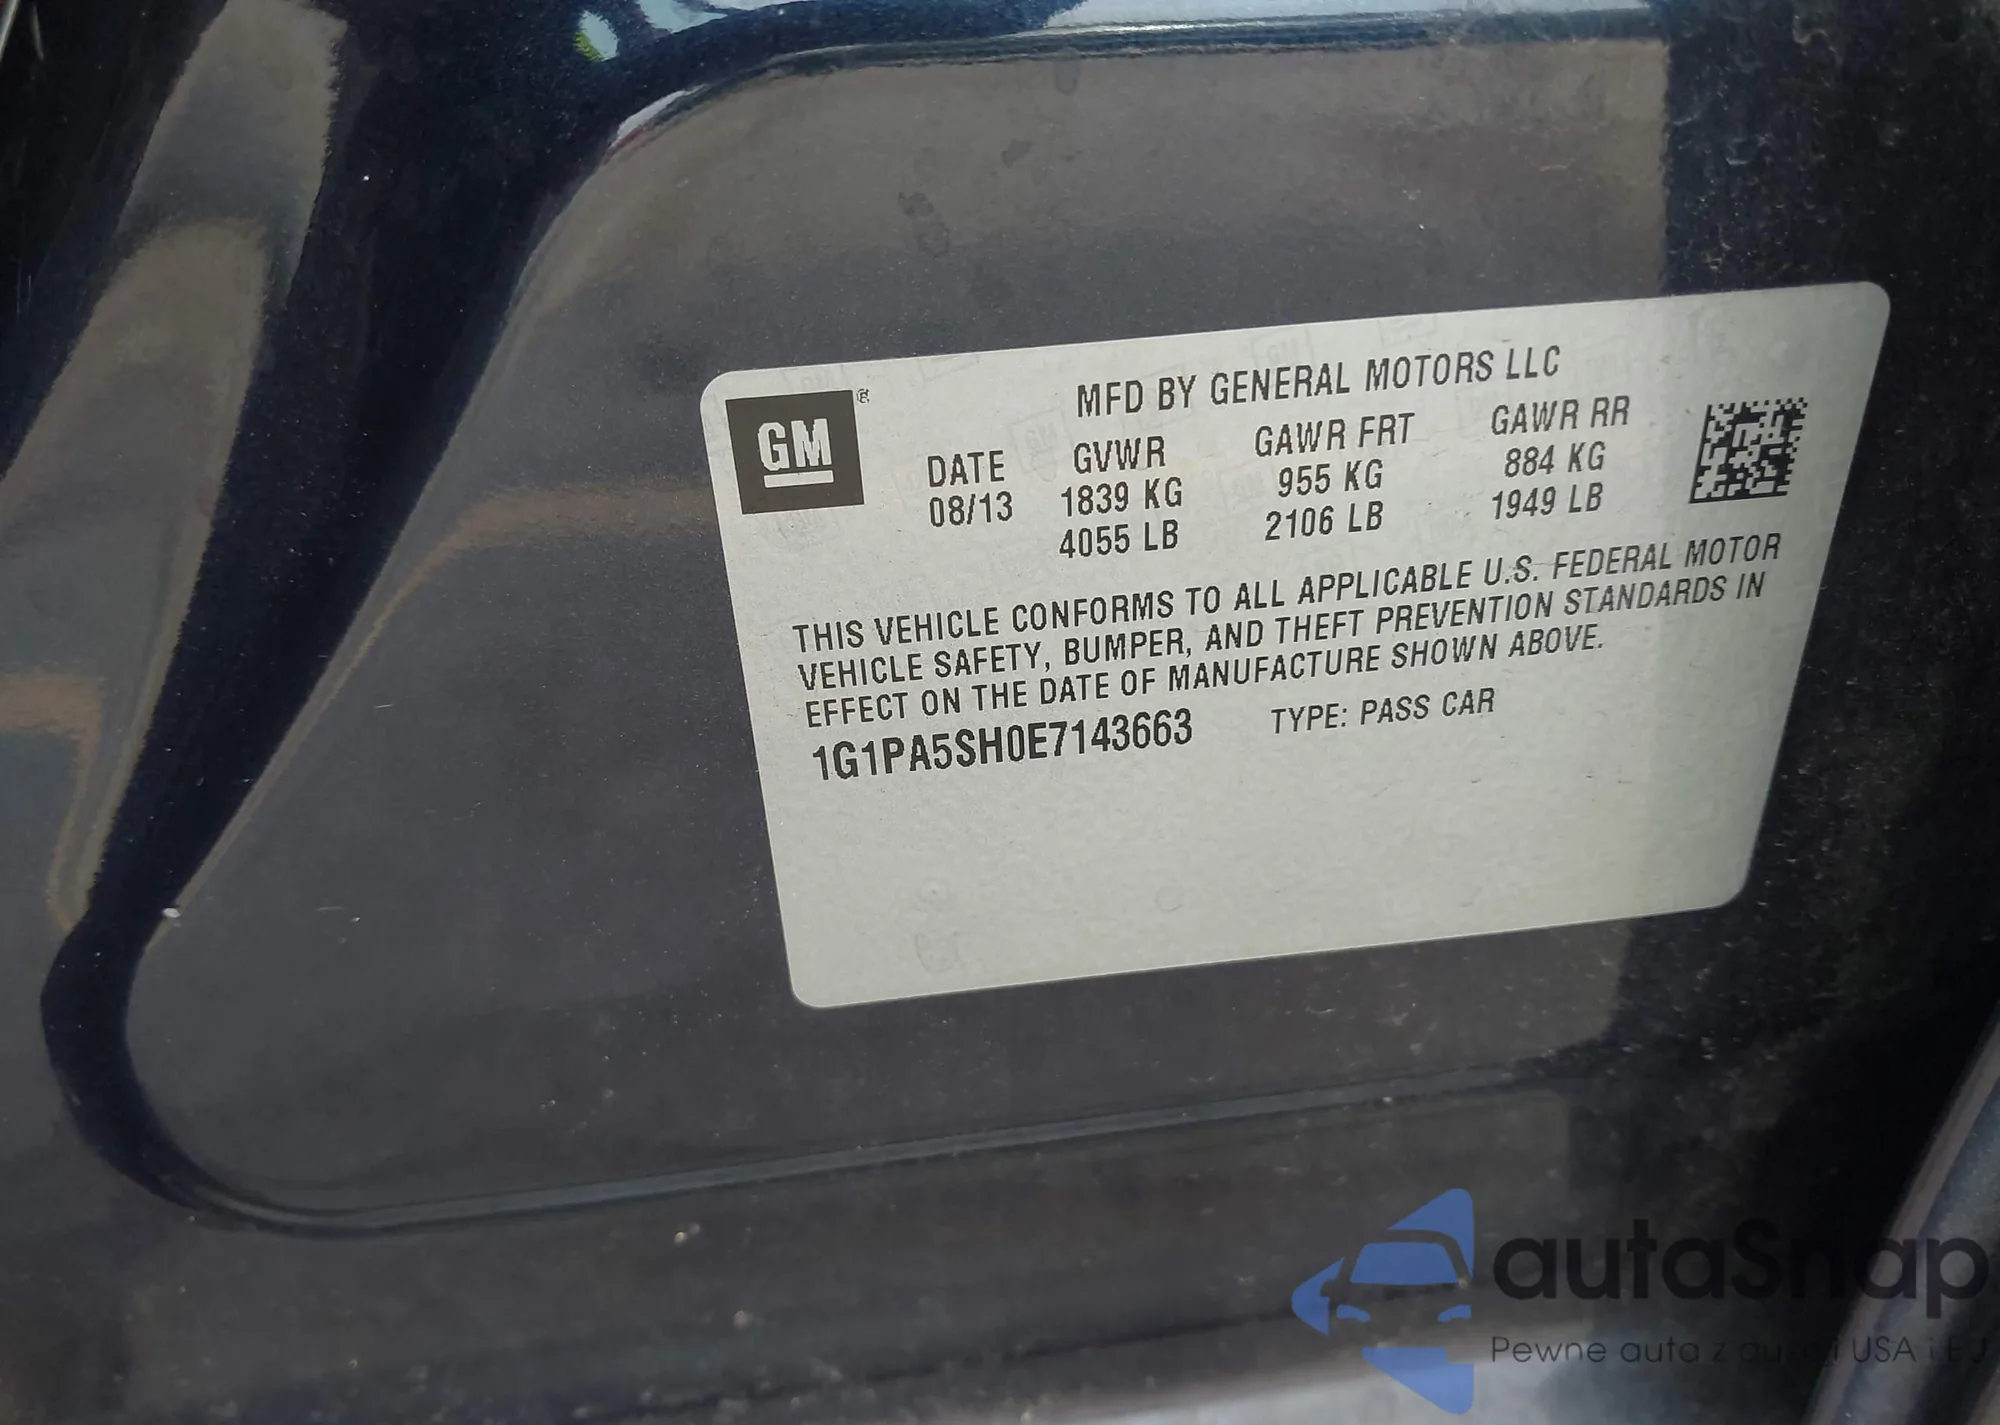 GM ®
MFD BY GENERAL MOTORS LLC
DATE GVWR GAWR FRT GAWR RR
08/13 1839 KG 955 KG 884 KG
4055 LB 2106 LB 1949 LB
THIS VEHICLE CONFORMS TO ALL APPLICABLE U.S. FEDERAL MOTOR
VEHICLE SAFETY, BUMPER, AND THEFT PREVENTION STANDARDS IN
EFFECT ON THE DATE OF MANUFACTURE SHOWN ABOVE.
1G1PA5SH0E7143663 TYPE: PASS CAR
autaSnap
Pewne auta z aukcji USA i EU